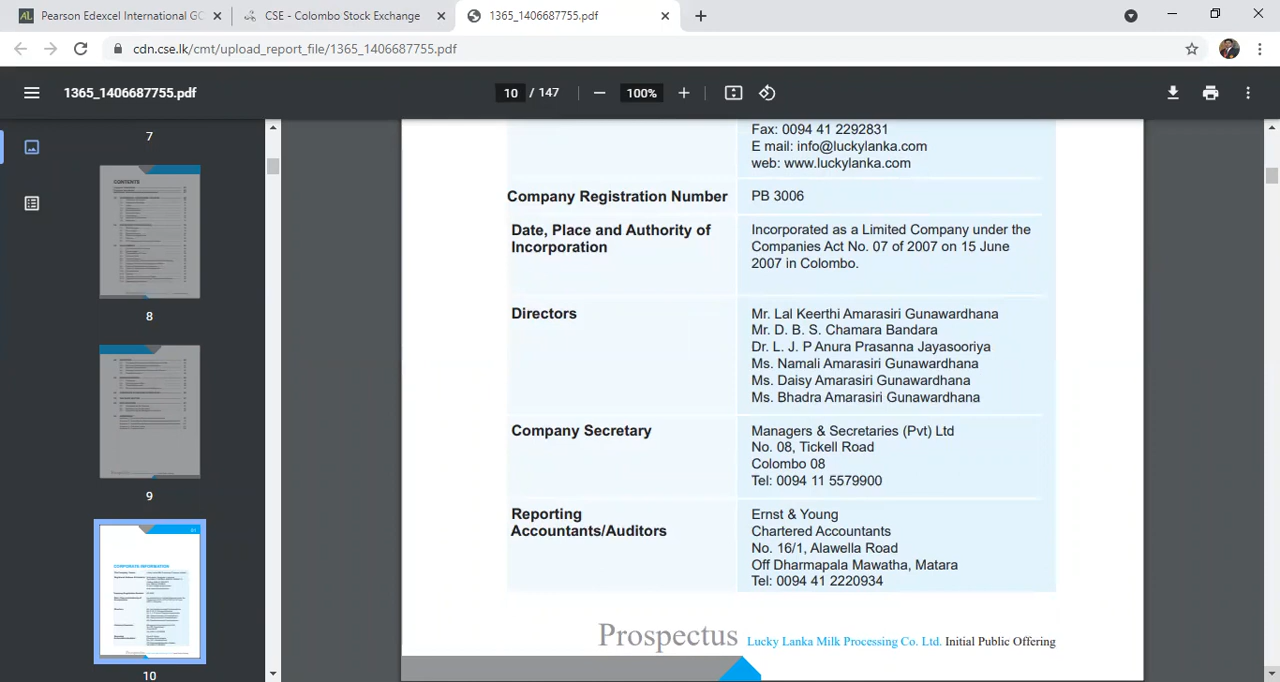 Pearson Edexcel International GC
CSE - Colombo Stock Exchange
1365_1406687755.pdf
cdn.cse.lk/cmt/upload_report_file/1365_1406687755.pdf
1365_1406687755.pdf
10 / 147
100%
7
CONTENTS
8
9
CORPORATE INFORMATION
10
Fax: 0094 41 2292831
E mail: info@luckylanka.com
web: www.luckylanka.com
Company Registration Number
PB 3006
Date, Place and Authority of
Incorporation
Incorporated as a Limited Company under the
Companies Act No. 07 of 2007 on 15 June
2007 in Colombo.
Directors
Mr. Lal Keerthi Amarasiri Gunawardhana
Mr. D. B. S. Chamara Bandara
Dr. L. J. P Anura Prasanna Jayasooriya
Ms. Namali Amarasiri Gunawardhana
Ms. Daisy Amarasiri Gunawardhana
Ms. Bhadra Amarasiri Gunawardhana
Company Secretary
Managers & Secretaries (Pvt) Ltd
No. 08, Tickell Road
Colombo 08
Tel: 0094 11 5579900
Reporting
Accountants/Auditors
Ernst & Young
Chartered Accountants
No. 16/1, Alawella Road
Off Dharmapala Mawatha, Matara
Tel: 0094 41 2220934
Prospectus Lucky Lanka Milk Processing Co. Ltd. Initial Public Offering